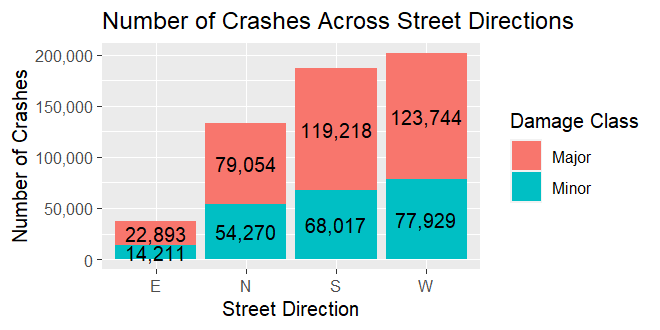 Number of Crashes Across Street Directions
Number of Crashes
200,000
150,000
100,000
50,000
0
22,893
14,211
79,054
54,270
119,218
68,017
123,744
77,929
E N S W
Street Direction
Damage Class
Major
Minor